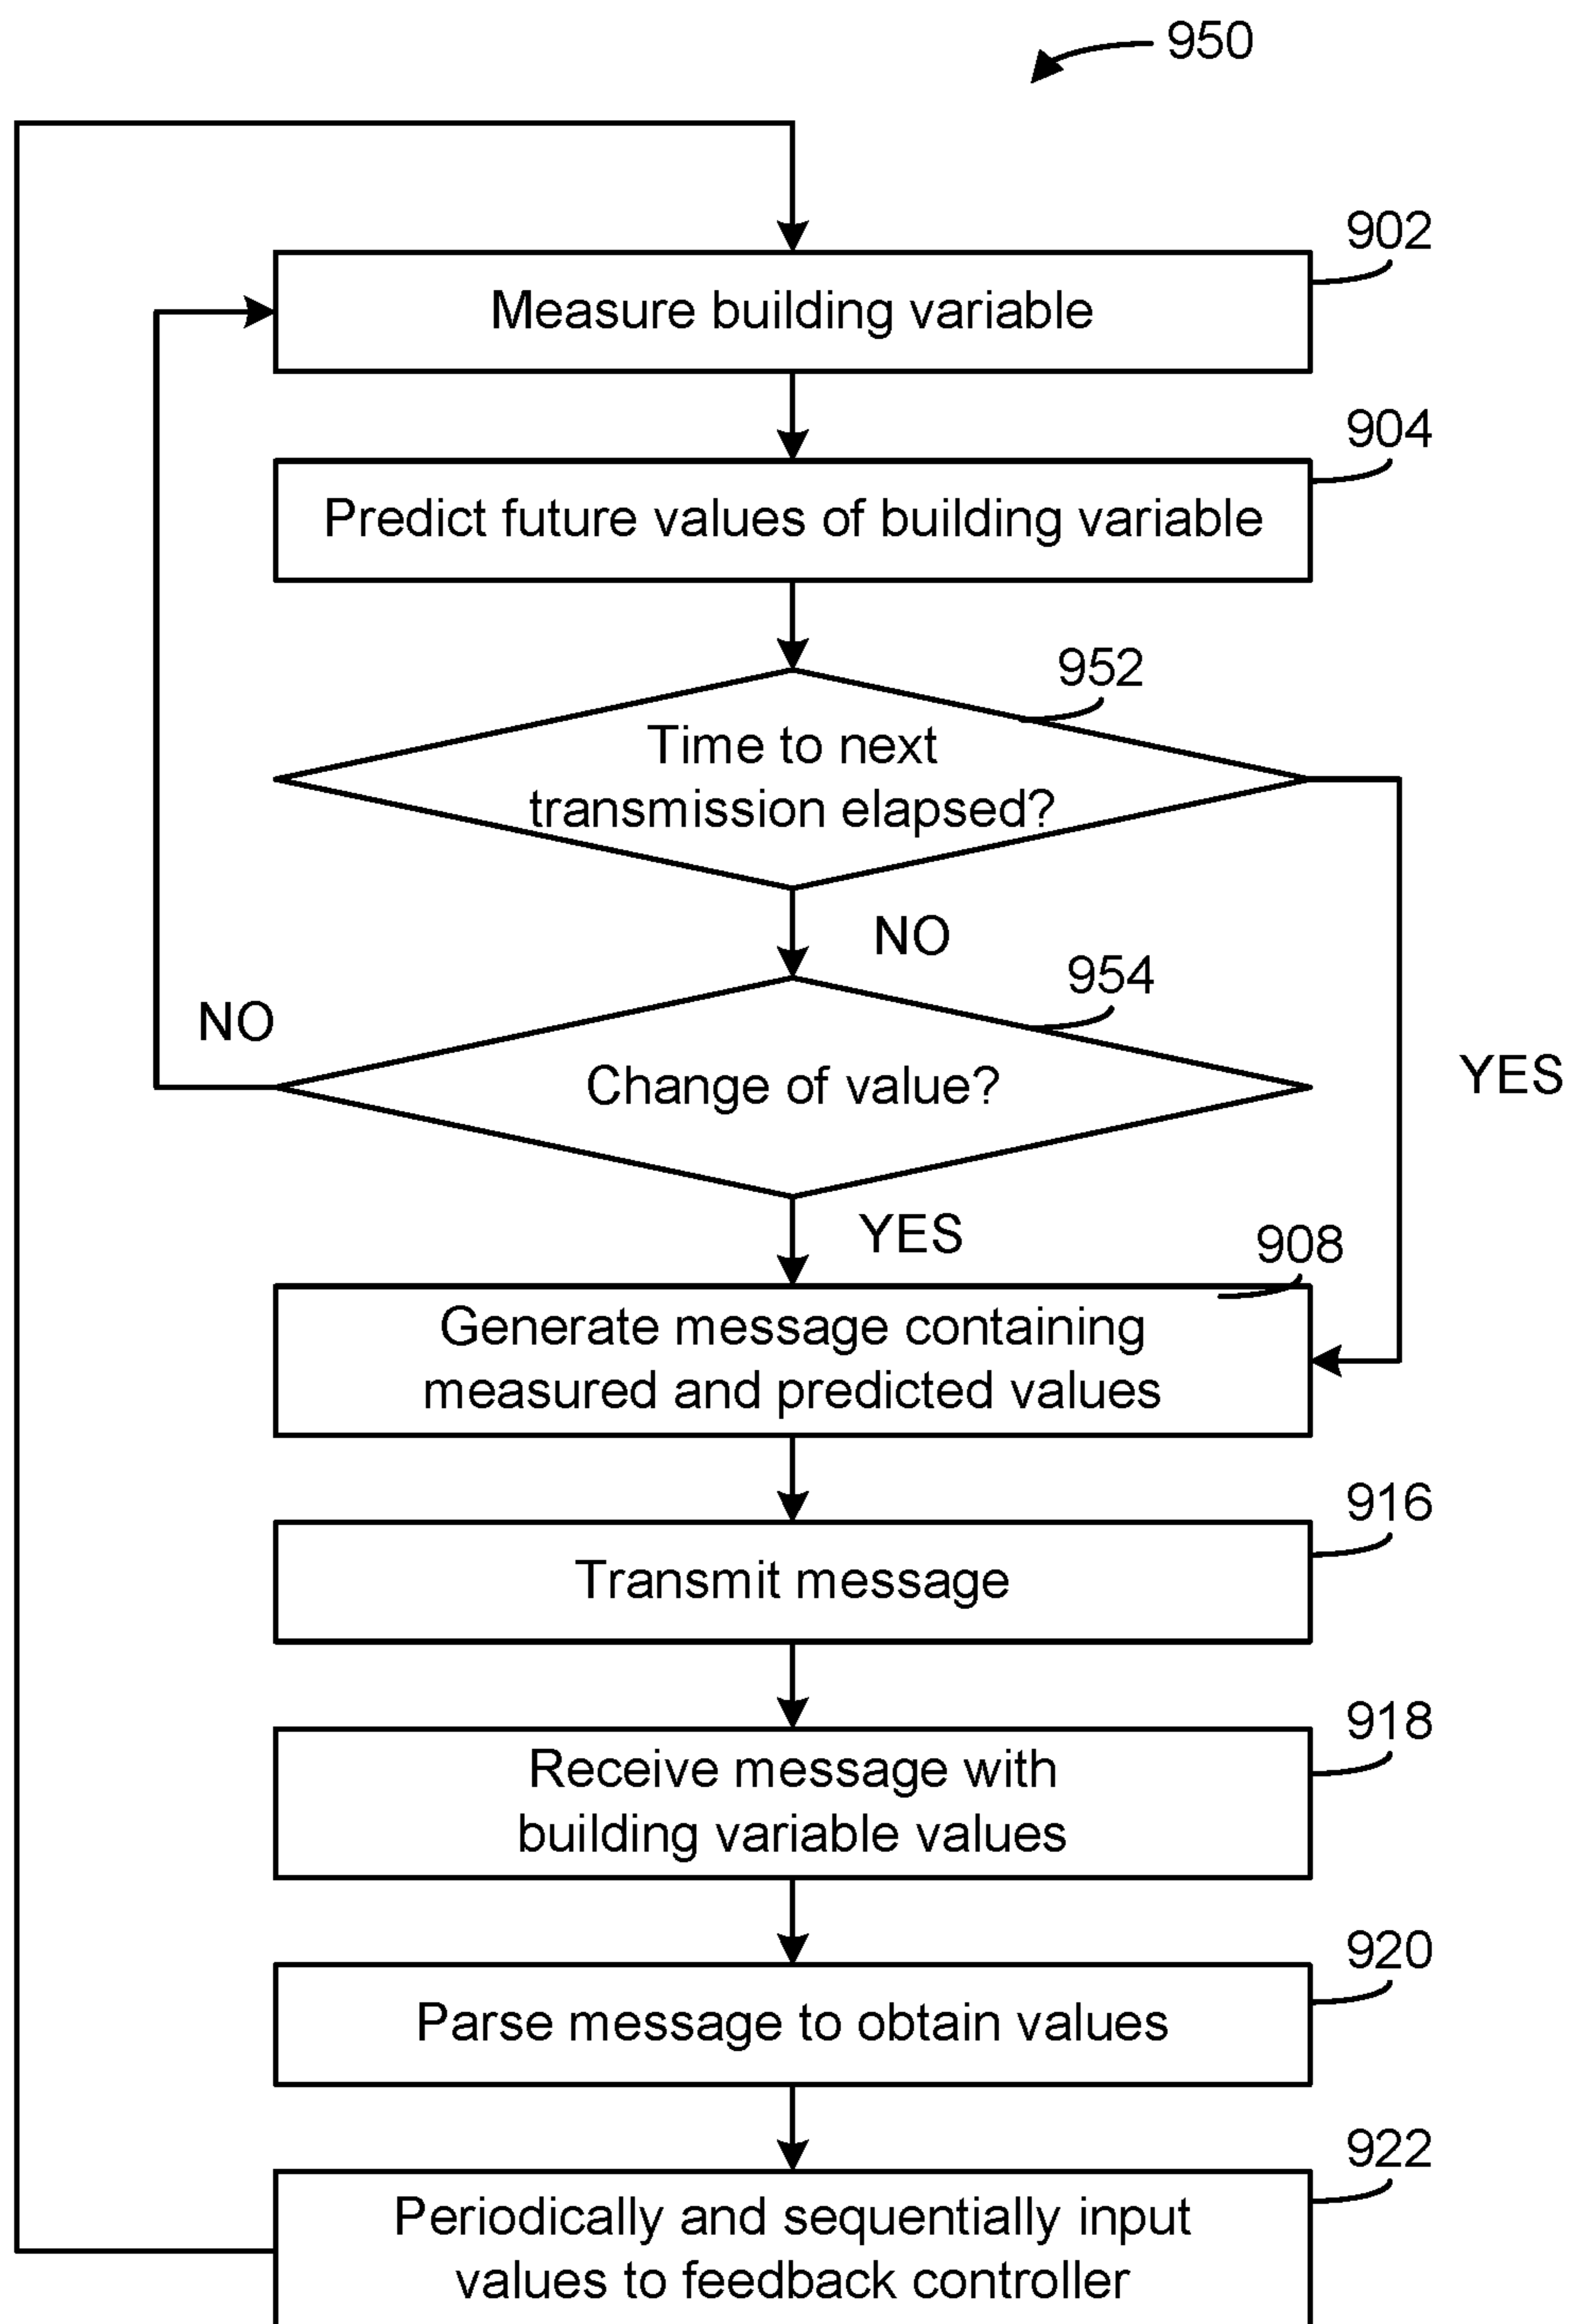 950
902
Measure building variable
904
Predict future values of building variable
952
Time to next
transmission elapsed?
NO
954
NO
Change of value?
YES
YES
908
Generate message containing
measured and predicted values
916
Transmit message
918
Receive message with
building variable values
920
Parse message to obtain values
922
Periodically and sequentially input
values to feedback controller